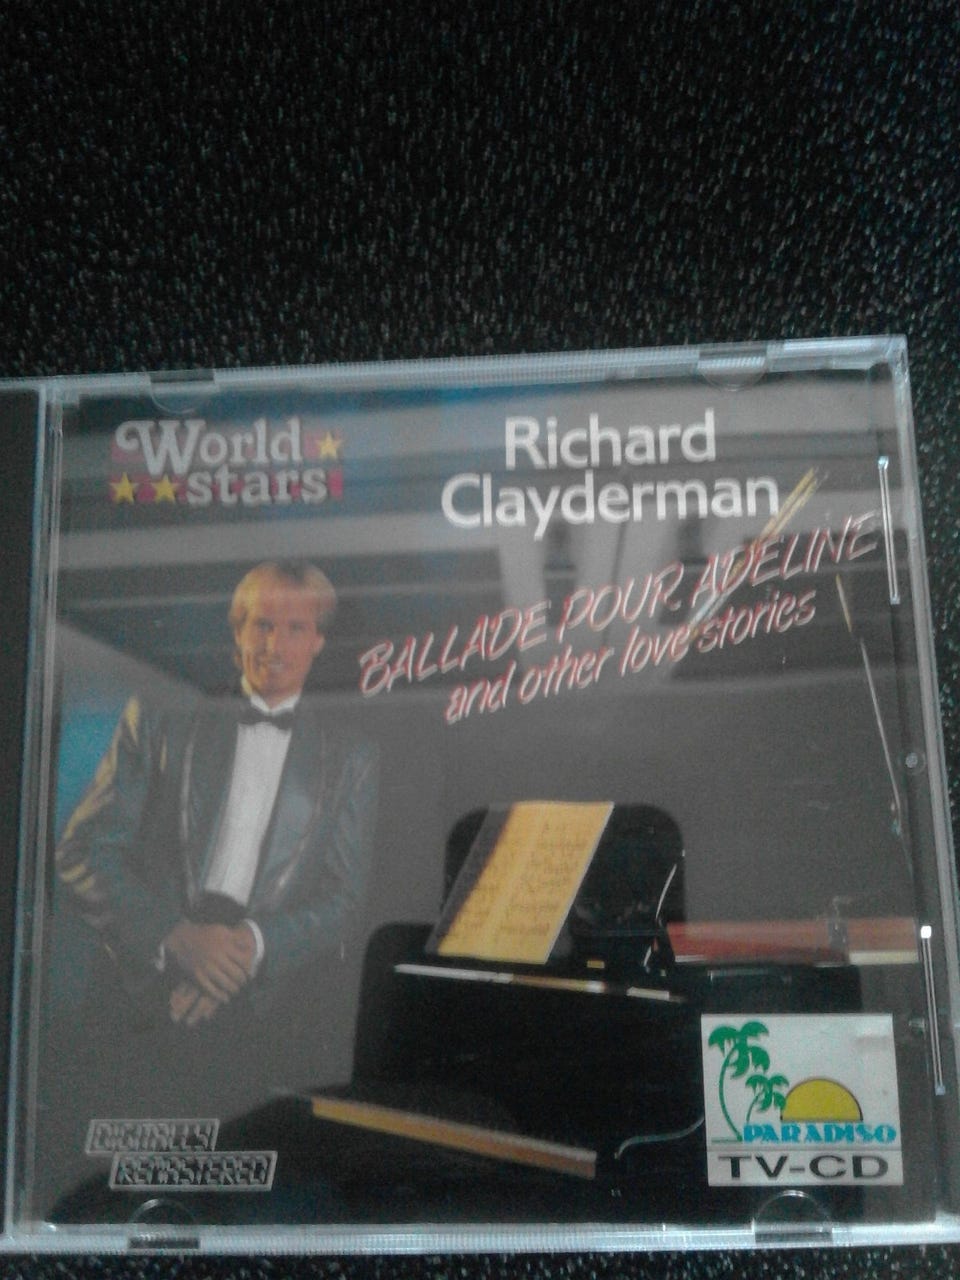 World
stars
Richard
Clayderman
BALLADE POUR ADELINE
and other love stories
DIGITALLY
REMASTERED
PARADISO
TV-CD